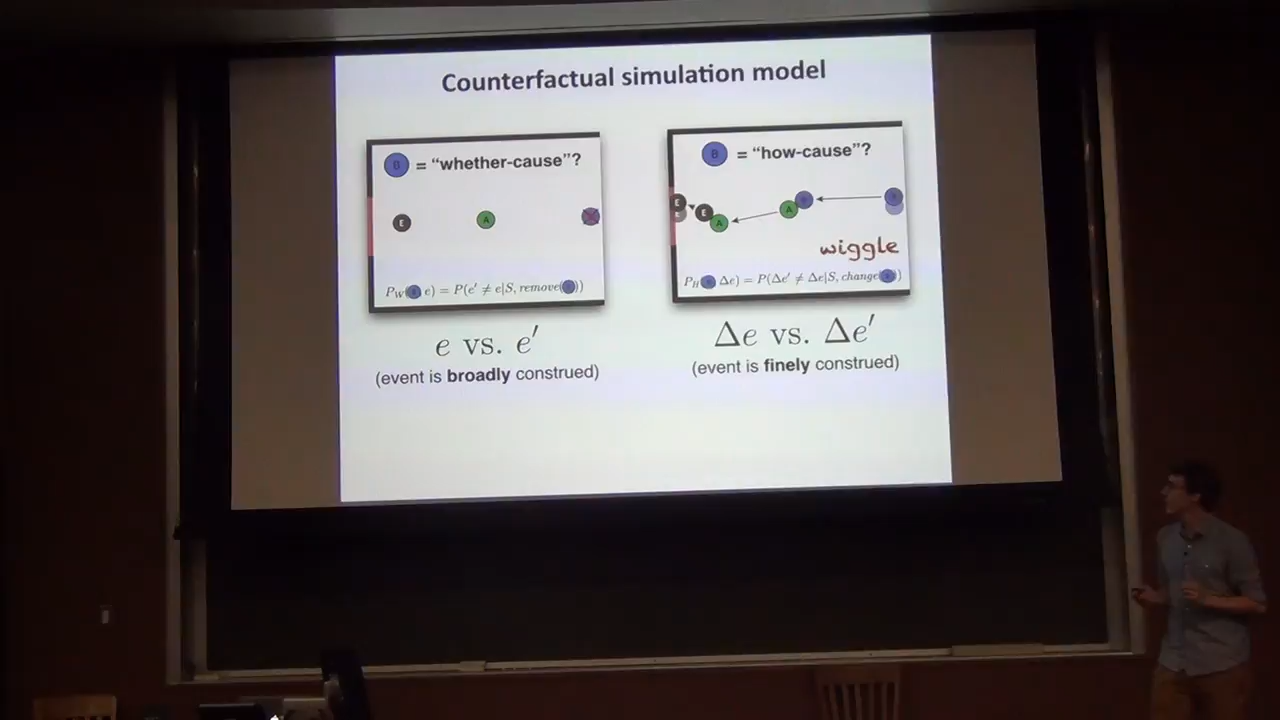 Counterfactual simulation model
B = "whether-cause"?
E A
P_W( e) = P(e' ≠ e|S, remove( ))
e vs. e'
(event is broadly construed)
B = "how-cause"?
E E A A
wiggle
P_H( Δe) = P(Δe' ≠ Δe|S, change( ))
Δe vs. Δe'
(event is finely construed)